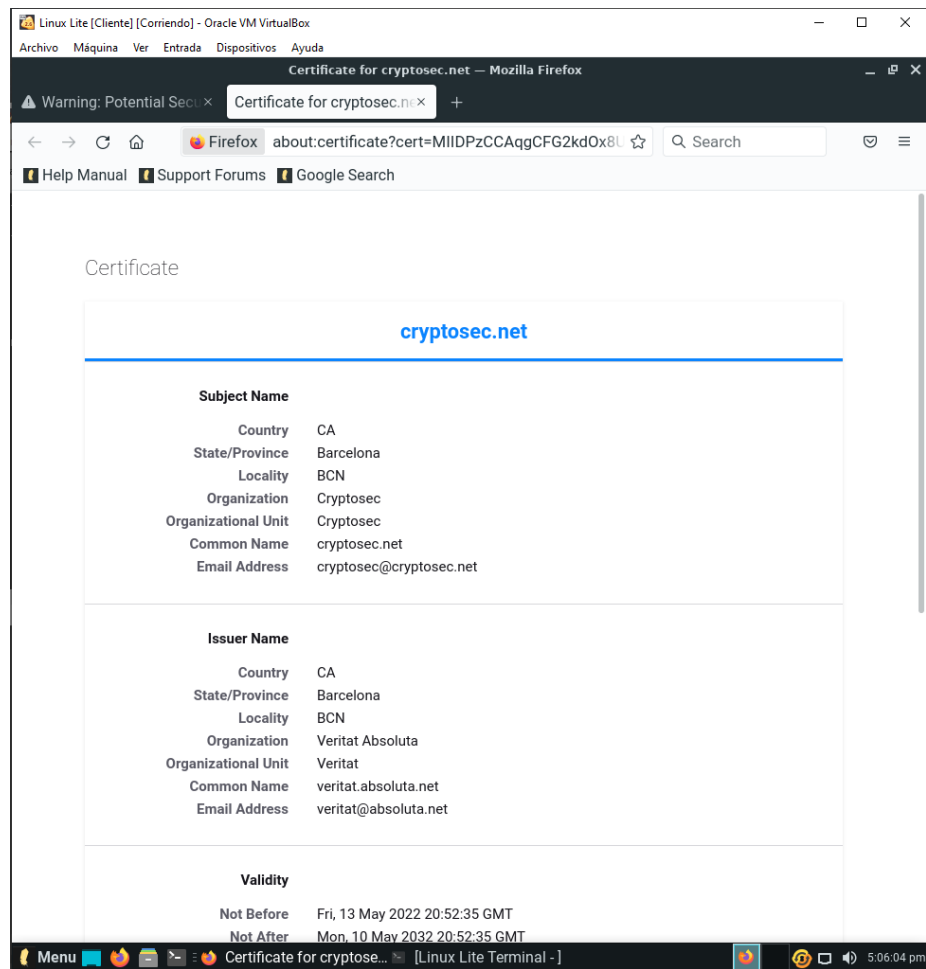 Linux Lite [Cliente] [Corriendo] - Oracle VM VirtualBox
Archivo Máquina Ver Entrada Dispositivos Ayuda
Certificate for cryptosec.net — Mozilla Firefox
Warning: Potential Secu
Certificate for cryptosec.ne
Firefox about:certificate?cert=MIIDPzCCAqgCFG2kdOx8U
Search
Help Manual Support Forums Google Search
Certificate
cryptosec.net
Subject Name
Country CA
State/Province Barcelona
Locality BCN
Organization Cryptosec
Organizational Unit Cryptosec
Common Name cryptosec.net
Email Address cryptosec@cryptosec.net
Issuer Name
Country CA
State/Province Barcelona
Locality BCN
Organization Veritat Absoluta
Organizational Unit Veritat
Common Name veritat.absoluta.net
Email Address veritat@absoluta.net
Validity
Not Before Fri, 13 May 2022 20:52:35 GMT
Not After Mon, 10 May 2032 20:52:35 GMT
Menu Certificate for cryptose... [Linux Lite Terminal - ] 5:06:04 pm